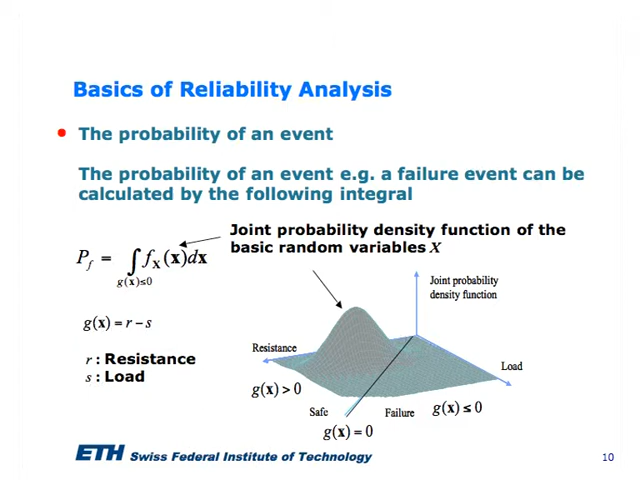 Basics of Reliability Analysis
• The probability of an event
The probability of an event e.g. a failure event can be
calculated by the following integral
Joint probability density function of the
basic random variables X
P_f = ∫_{g(x)≤0} f_X(x)dx
g(x) = r − s
r : Resistance
s : Load
Joint probability
density function
Resistance
Load
g(x) > 0
Safe
Failure
g(x) ≤ 0
g(x) = 0
ETH Swiss Federal Institute of Technology
10